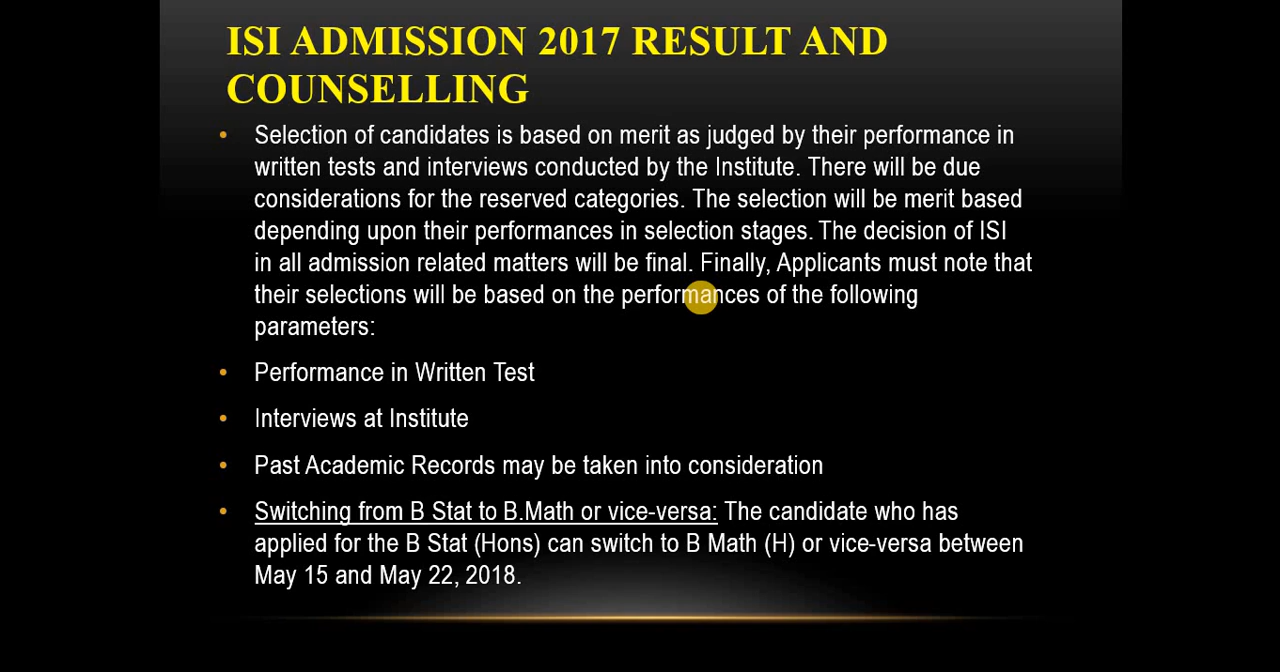 ISI ADMISSION 2017 RESULT AND
COUNSELLING
• Selection of candidates is based on merit as judged by their performance in
written tests and interviews conducted by the Institute. There will be due
considerations for the reserved categories. The selection will be merit based
depending upon their performances in selection stages. The decision of ISI
in all admission related matters will be final. Finally, Applicants must note that
their selections will be based on the performances of the following
parameters:
• Performance in Written Test
• Interviews at Institute
• Past Academic Records may be taken into consideration
• Switching from B Stat to B.Math or vice-versa: The candidate who has
applied for the B Stat (Hons) can switch to B Math (H) or vice-versa between
May 15 and May 22, 2018.